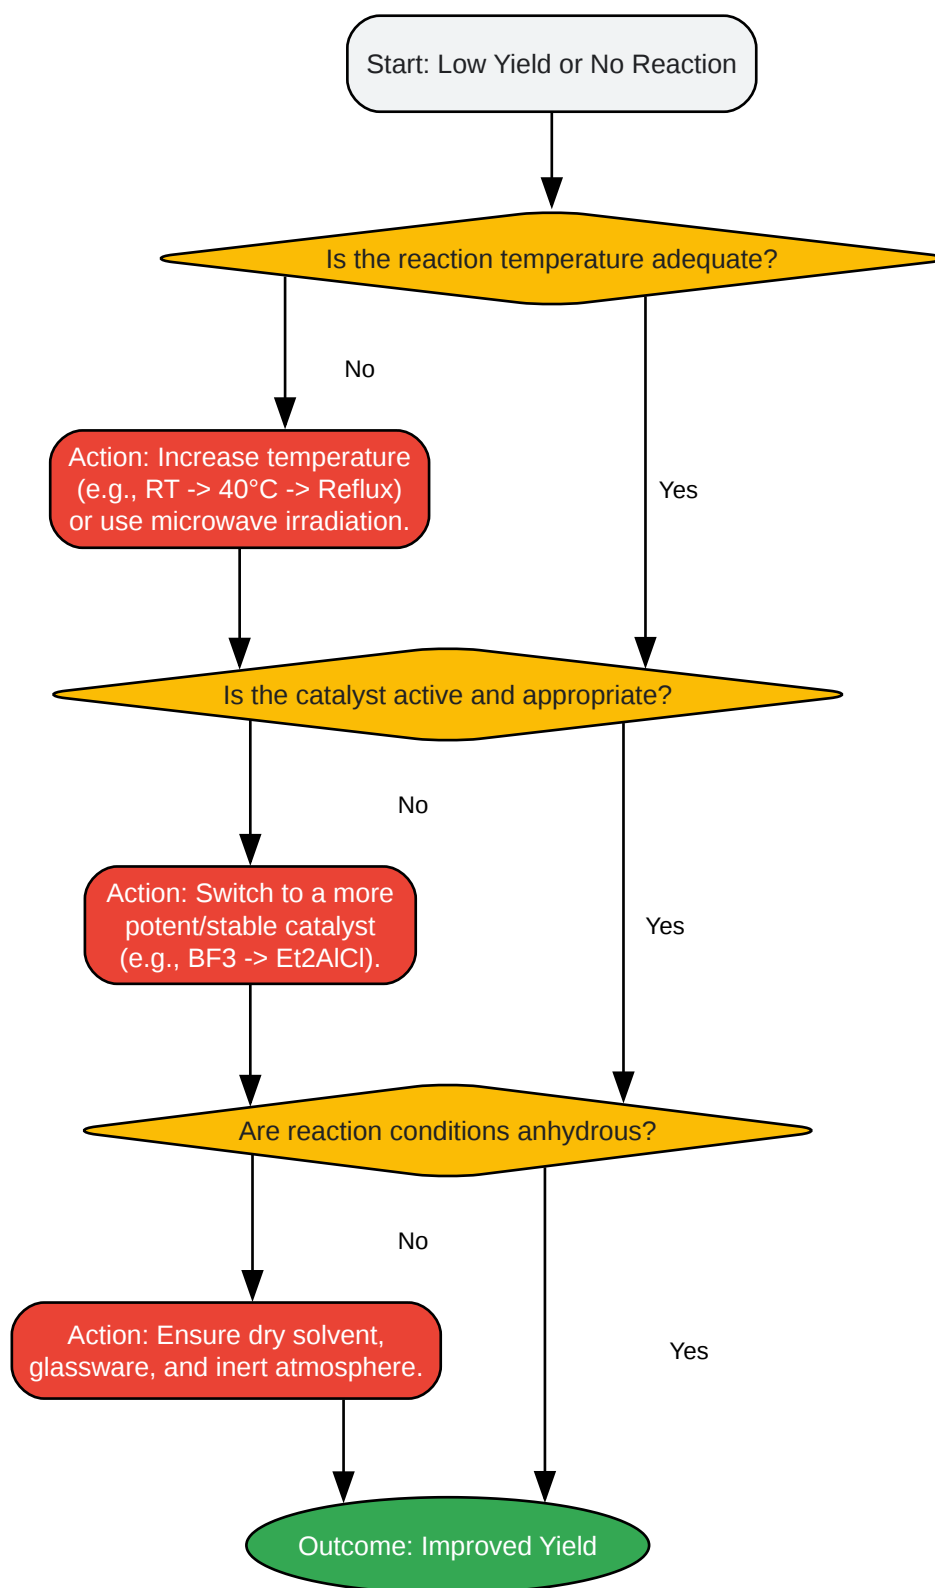 Start: Low Yield or No Reaction
Is the reaction temperature adequate?
No
Action: Increase temperature
(e.g., RT -> 40°C -> Reflux)
or use microwave irradiation.
Yes
Is the catalyst active and appropriate?
No
Action: Switch to a more
potent/stable catalyst
(e.g., BF3 -> Et2AlCl).
Yes
Are reaction conditions anhydrous?
No
Action: Ensure dry solvent,
glassware, and inert atmosphere.
Yes
Outcome: Improved Yield